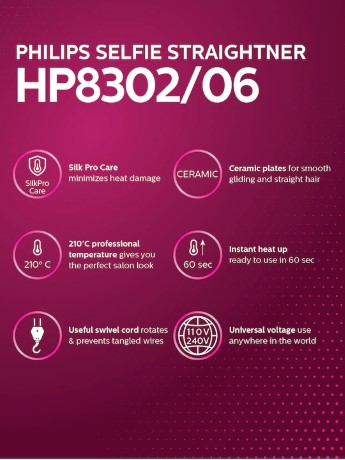 PHILIPS SELFIE STRAIGHTNER
HP8302/06
SilkPro
Care
Silk Pro Care
minimizes heat damage
CERAMIC
Ceramic plates for smooth
gliding and straight hair
210° C
210°C professional
temperature gives you
the perfect salon look
60 sec
Instant heat up
ready to use in 60 sec
Useful swivel cord rotates
& prevents tangled wires
110V
240V
Universal voltage use
anywhere in the world